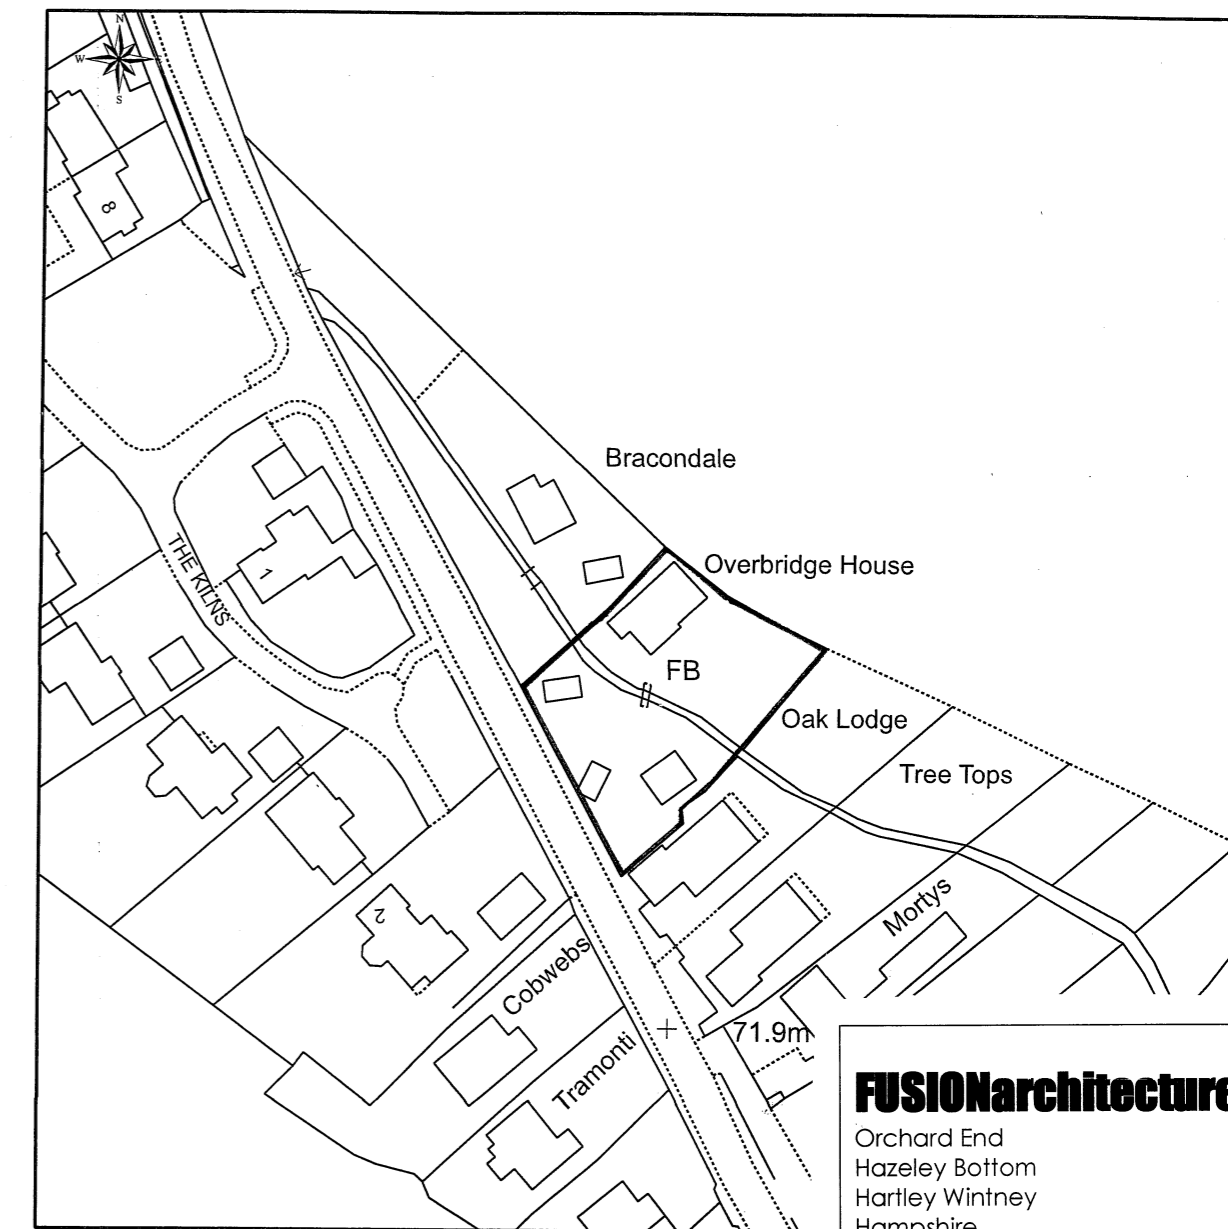 N
W
S
8
Bracondale
Overbridge House
THE KILNS
1
FB
Oak Lodge
Tree Tops
Mortys
2
Cobwebs
71.9m
Tramonti
FUSIONarchitecture
Orchard End
Hazeley Bottom
Hartley Wintney
Hampshire